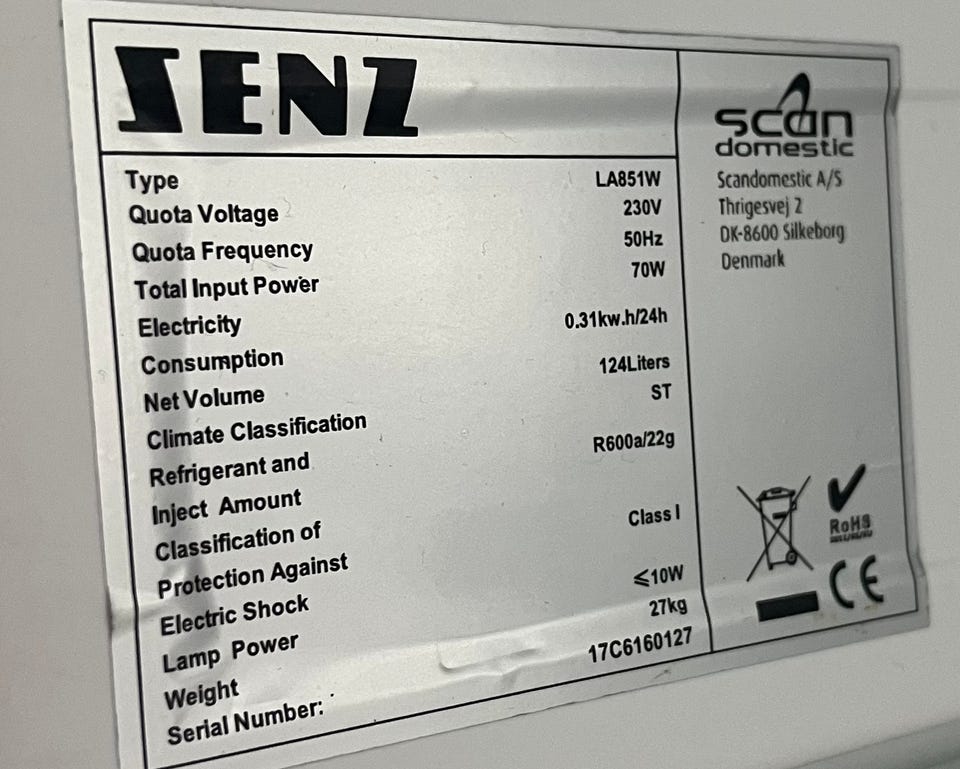 SENZ
Type LA851W
Quota Voltage 230V
Quota Frequency 50Hz
Total Input Power 70W
Electricity
Consumption 0.31kw.h/24h
Net Volume 124Liters
Climate Classification ST
Refrigerant and
Inject Amount R600a/22g
Classification of
Protection Against
Electric Shock Class I
Lamp Power ≤10W
Weight 27kg
Serial Number: 17C6160127
scan
domestic
Scandomestic A/S
Thrigesvej 2
DK-8600 Silkeborg
Denmark
RoHS
CE